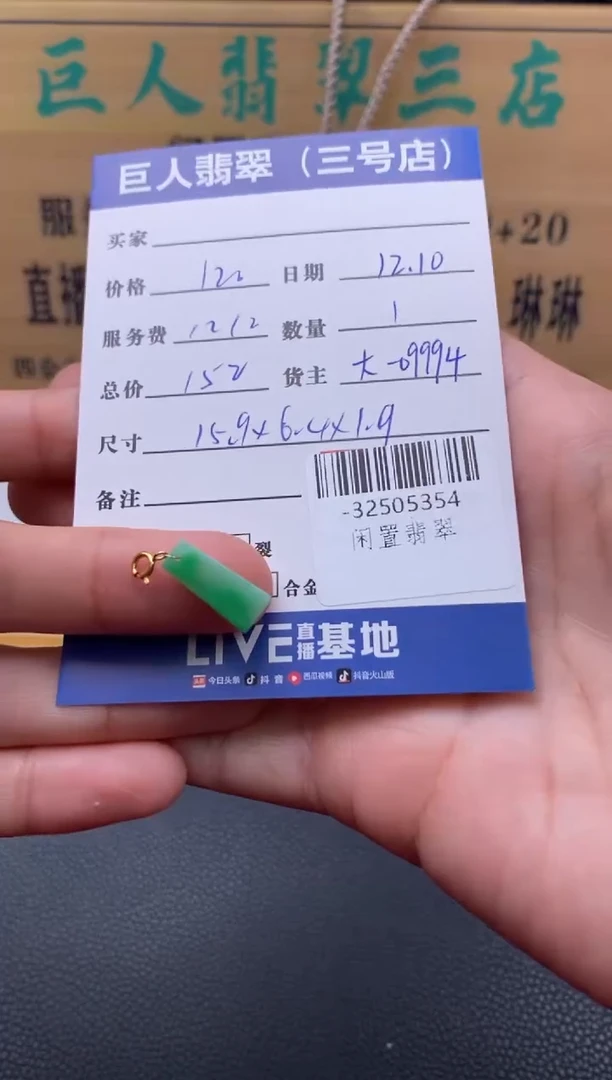 巨人翡翠三店
服
+20
直播
琳琳
巨人翡翠（三号店）
买家
价格 122 日期 12.10
服务费 1212 数量 1
总价 152 货主 大-09994
尺寸 15.9x6.4x1.9
备注
-32505354
闲置翡翠
裂
合金
LIVE直播基地
今日头条 抖音 西瓜视频 抖音火山版